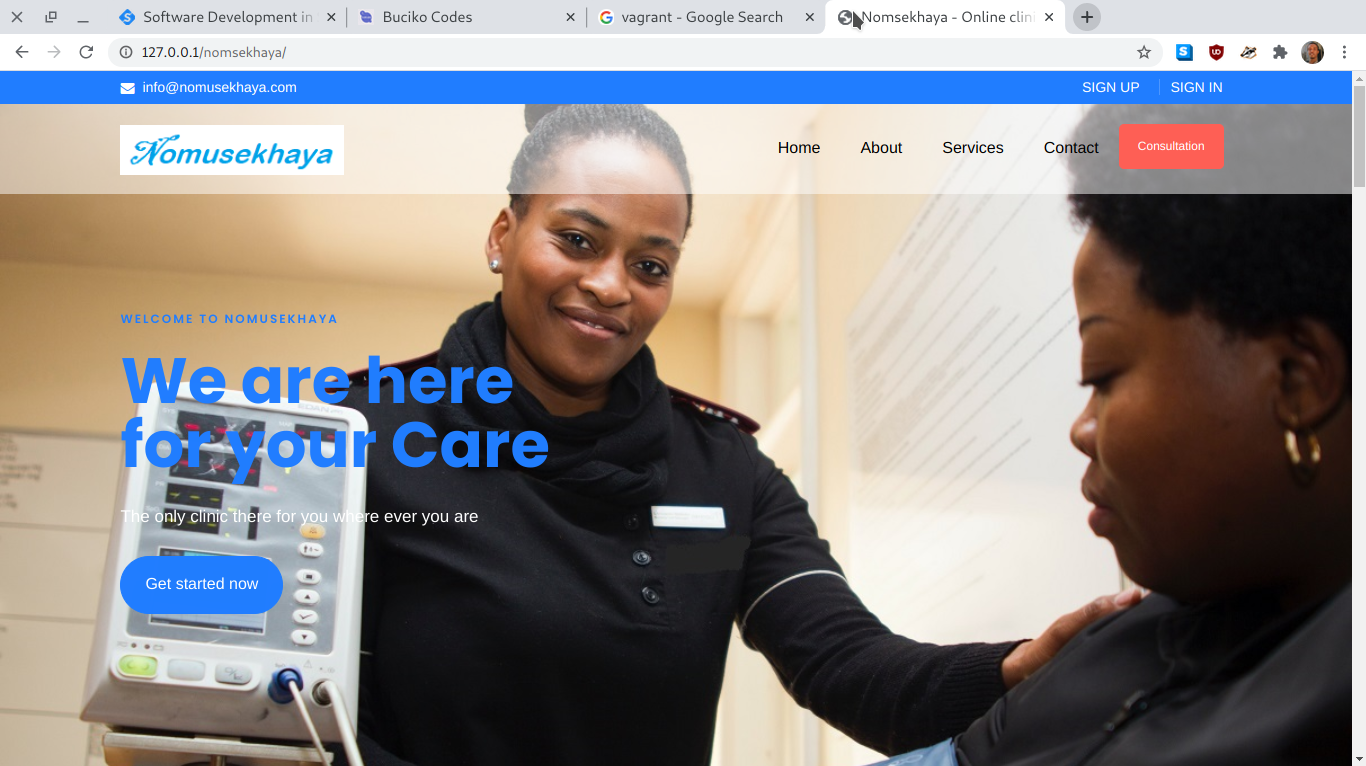 Software Development in
Buciko Codes
vagrant - Google Search
Nomsekhaya - Online clini
127.0.0.1/nomsekhaya/
info@nomusekhaya.com
SIGN UP
SIGN IN
Nomusekhaya
Home
About
Services
Contact
Consultation
WELCOME TO NOMUSEKHAYA
We are here
for your Care
The only clinic there for you where ever you are
Get started now